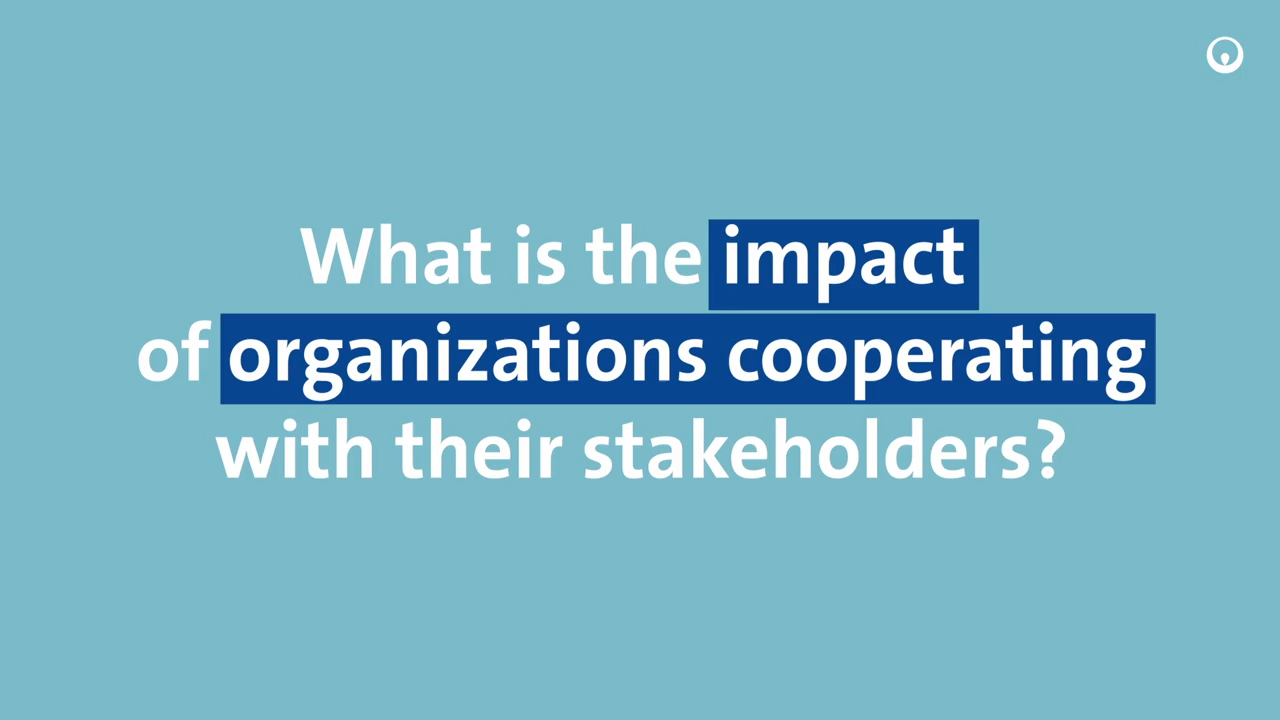 What is the impact
of organizations cooperating
with their stakeholders?